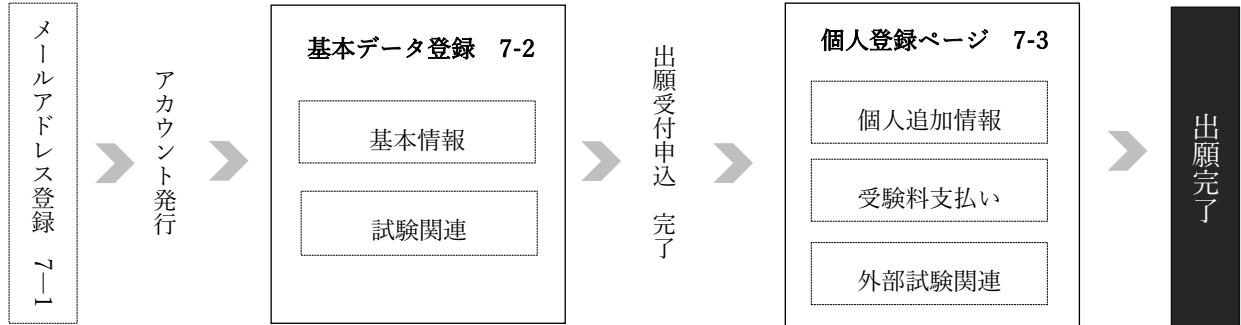 メールアドレス登録　7―1
アカウント発行
基本データ登録　7-2
基本情報
試験関連
出願受付申込　完了
個人登録ページ　7-3
個人追加情報
受験料支払い
外部試験関連
出願完了